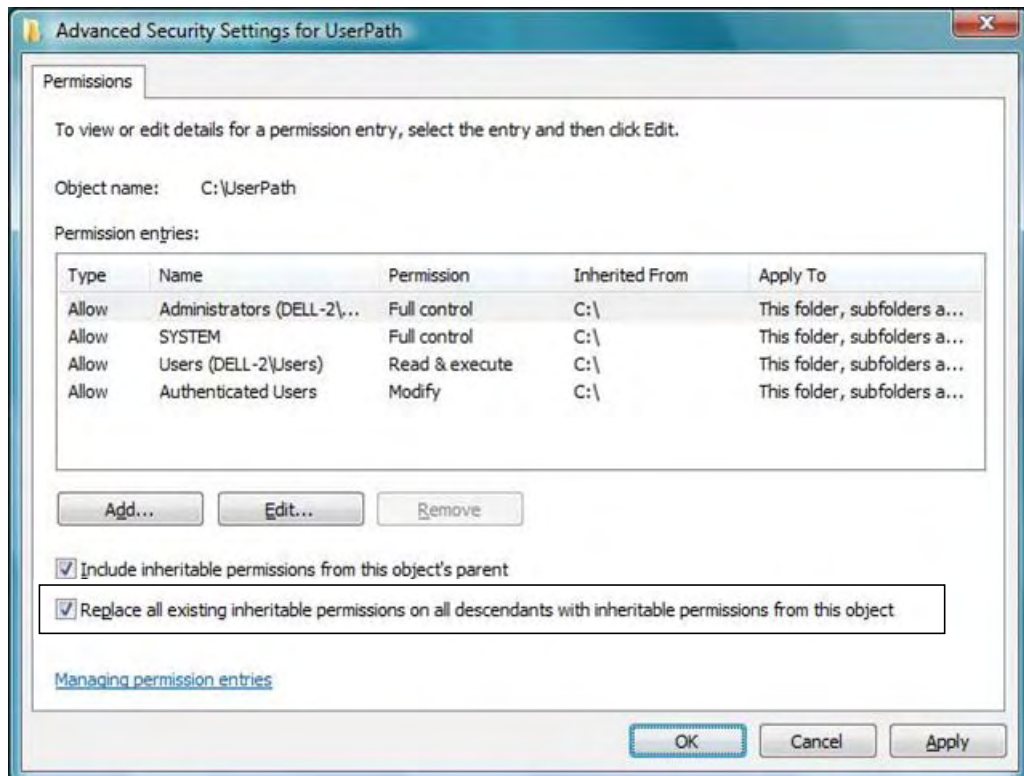 Advanced Security Settings for UserPath
Permissions
To view or edit details for a permission entry, select the entry and then click Edit.
Object name: C:\UserPath
Permission entries:
Type Name Permission Inherited From Apply To
Allow Administrators (DELL-2\... Full control C:\ This folder, subfolders a...
Allow SYSTEM Full control C:\ This folder, subfolders a...
Allow Users (DELL-2\Users) Read & execute C:\ This folder, subfolders a...
Allow Authenticated Users Modify C:\ This folder, subfolders a...
Add... Edit... Remove
Include inheritable permissions from this object's parent
Replace all existing inheritable permissions on all descendants with inheritable permissions from this object
Managing permission entries
OK Cancel Apply